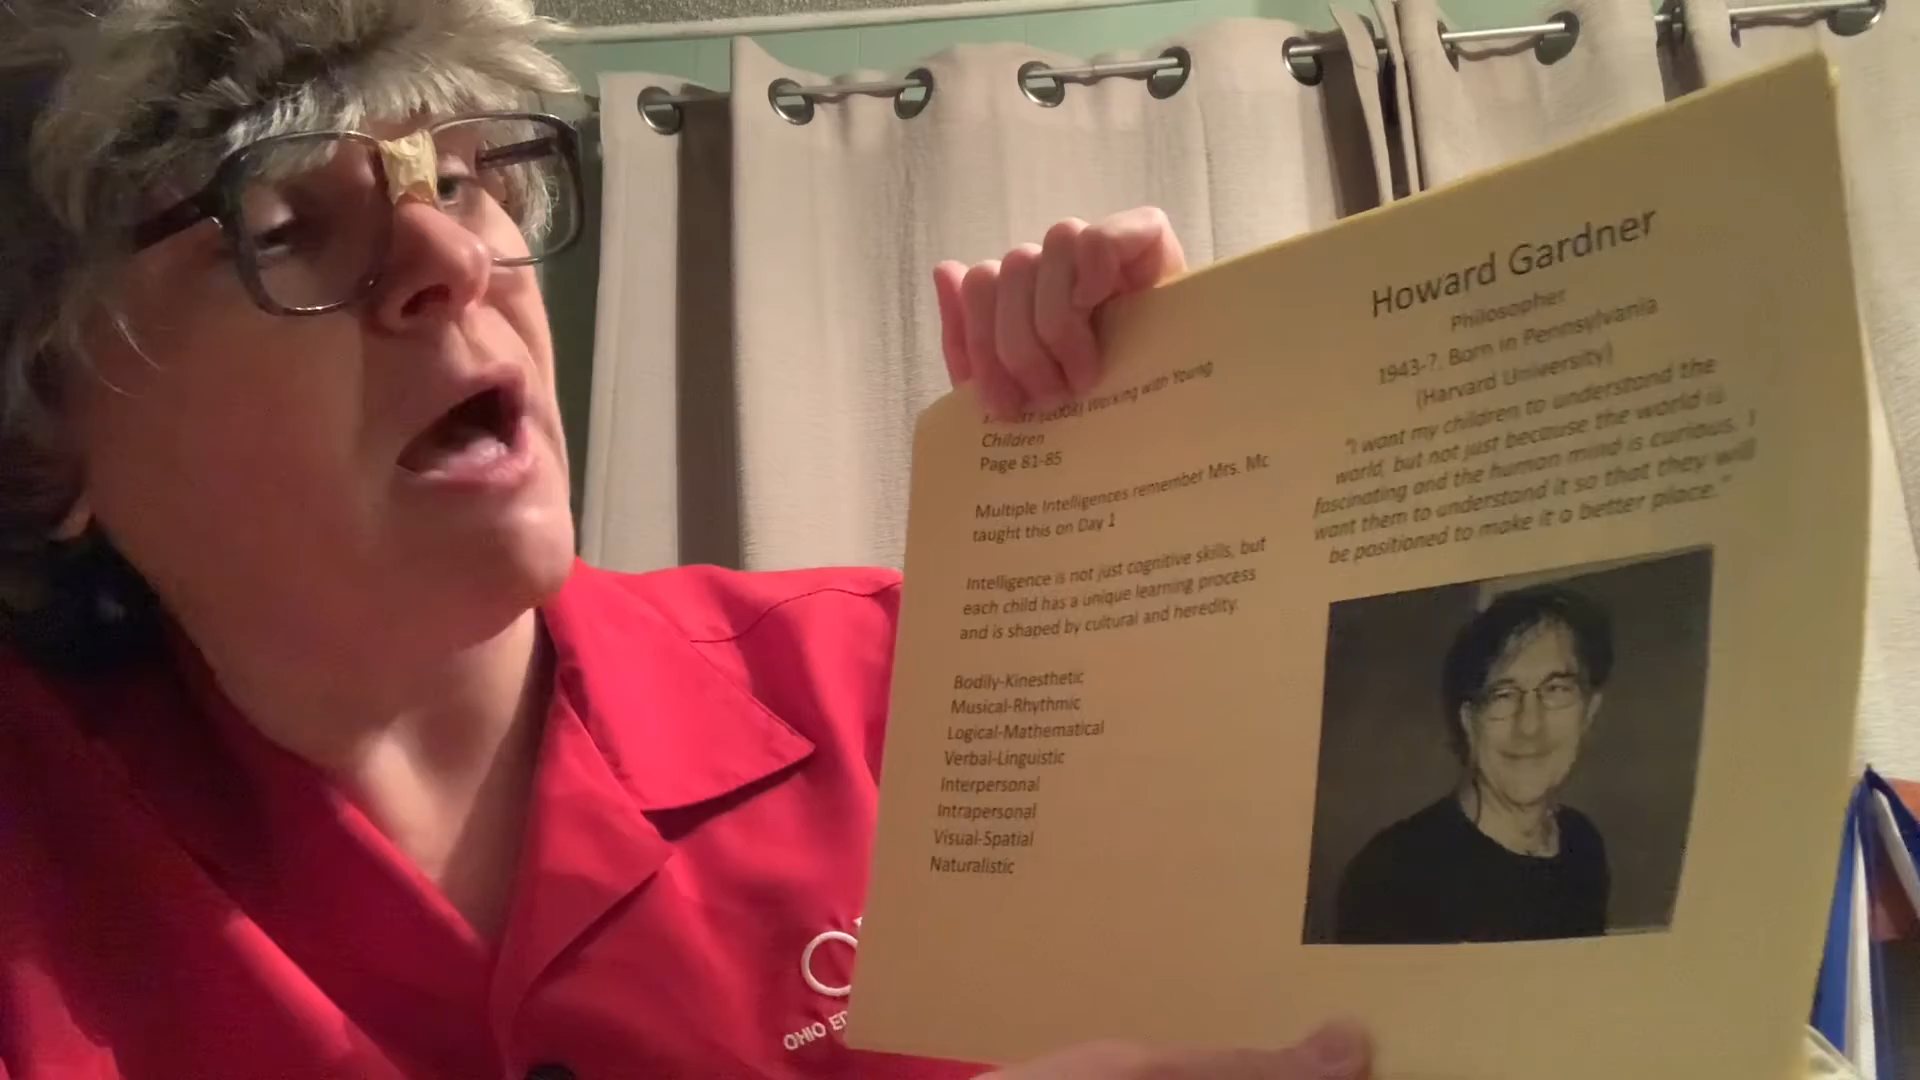 (2008) Working with Young
Children
Page 81-85
Multiple Intelligences remember Mrs. Mc
taught this on Day 1
Intelligence is not just cognitive skills, but
each child has a unique learning process
and is shaped by cultural and heredity.
Bodily-Kinesthetic
Musical-Rhythmic
Logical-Mathematical
Verbal-Linguistic
Interpersonal
Intrapersonal
Visual-Spatial
Naturalistic
Howard Gardner
Philosopher
1943-?, Born in Pennsylvania
(Harvard University)
"I want my children to understand the
world, but not just because the world is
fascinating and the human mind is curious. I
want them to understand it so that they will
be positioned to make it a better place."
OHIO